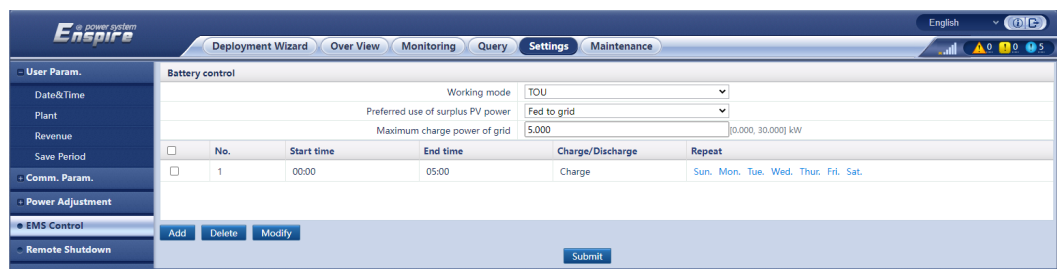 English
Enspire e power system
Deployment Wizard Over View Monitoring Query Settings Maintenance
0 0 5
User Param.
Date&Time
Plant
Revenue
Save Period
Comm. Param.
Power Adjustment
EMS Control
Remote Shutdown
Battery control
Working mode TOU
Preferred use of surplus PV power Fed to grid
Maximum charge power of grid 5.000 [0.000, 30.000] kW
No. Start time End time Charge/Discharge Repeat
1 00:00 05:00 Charge Sun. Mon. Tue. Wed. Thur. Fri. Sat.
Add Delete Modify
Submit